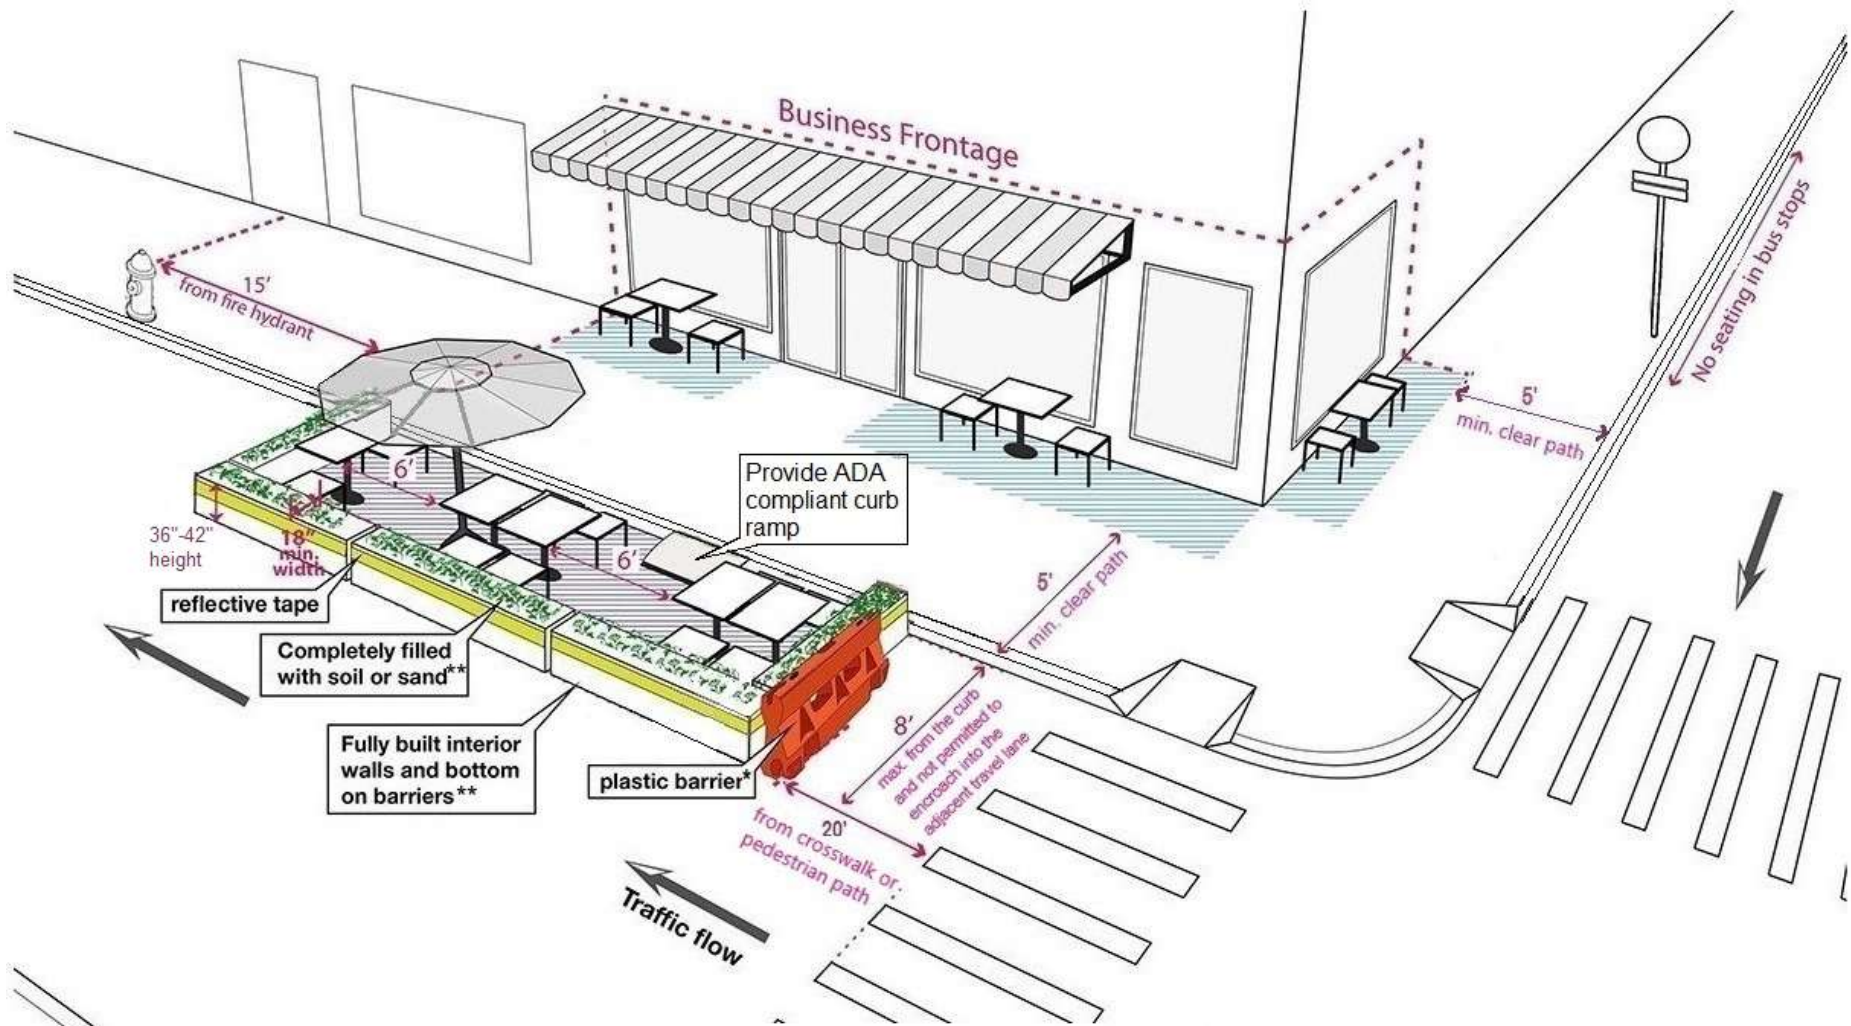 Business Frontage
No seating in bus stops
15'
from fire hydrant
5'
min. clear path
6'
Provide ADA
compliant curb
ramp
36"-42"
height
18"
min.
width
6'
5'
min. clear path
reflective tape
Completely filled
with soil or sand**
Fully built interior
walls and bottom
on barriers**
plastic barrier*
8'
max. from the curb
and not permitted to
encroach into the
adjacent travel lane
20'
from crosswalk or
pedestrian path
Traffic flow